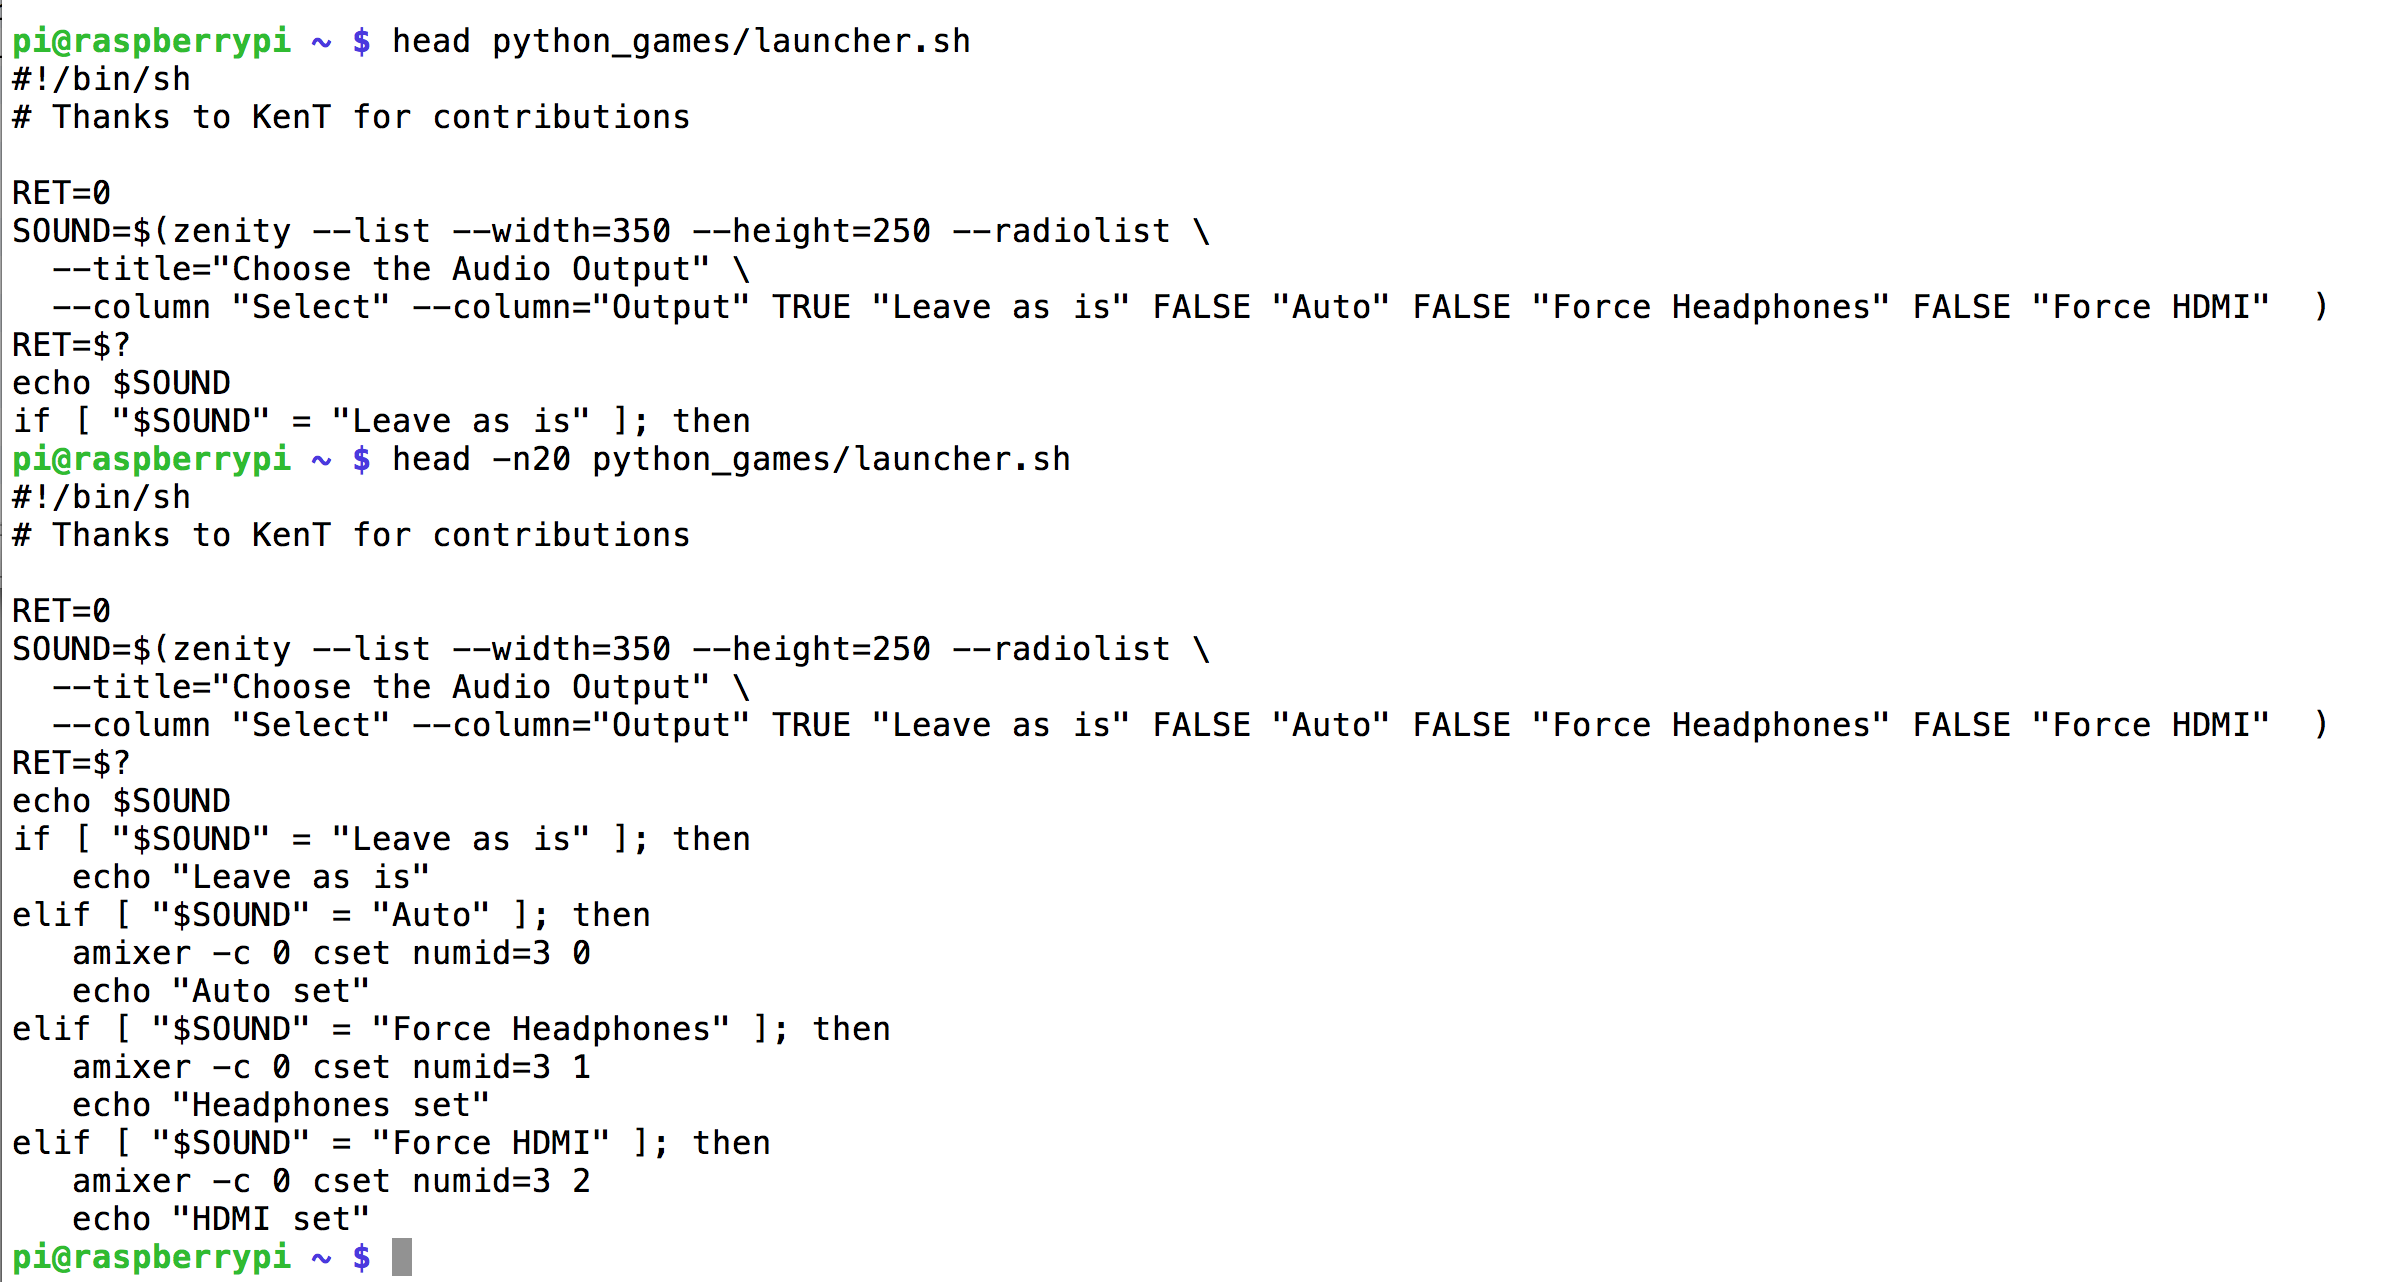 pi@raspberrypi ~ $ head python_games/launcher.sh
#!/bin/sh
# Thanks to KenT for contributions

RET=0
SOUND=$(zenity --list --width=350 --height=250 --radiolist \
  --title="Choose the Audio Output" \
  --column "Select" --column="Output" TRUE "Leave as is" FALSE "Auto" FALSE "Force Headphones" FALSE "Force HDMI"  )
RET=$?
echo $SOUND
if [ "$SOUND" = "Leave as is" ]; then
pi@raspberrypi ~ $ head -n20 python_games/launcher.sh
#!/bin/sh
# Thanks to KenT for contributions

RET=0
SOUND=$(zenity --list --width=350 --height=250 --radiolist \
  --title="Choose the Audio Output" \
  --column "Select" --column="Output" TRUE "Leave as is" FALSE "Auto" FALSE "Force Headphones" FALSE "Force HDMI"  )
RET=$?
echo $SOUND
if [ "$SOUND" = "Leave as is" ]; then
   echo "Leave as is"
elif [ "$SOUND" = "Auto" ]; then
   amixer -c 0 cset numid=3 0
   echo "Auto set"
elif [ "$SOUND" = "Force Headphones" ]; then
   amixer -c 0 cset numid=3 1
   echo "Headphones set"
elif [ "$SOUND" = "Force HDMI" ]; then
   amixer -c 0 cset numid=3 2
   echo "HDMI set"
pi@raspberrypi ~ $